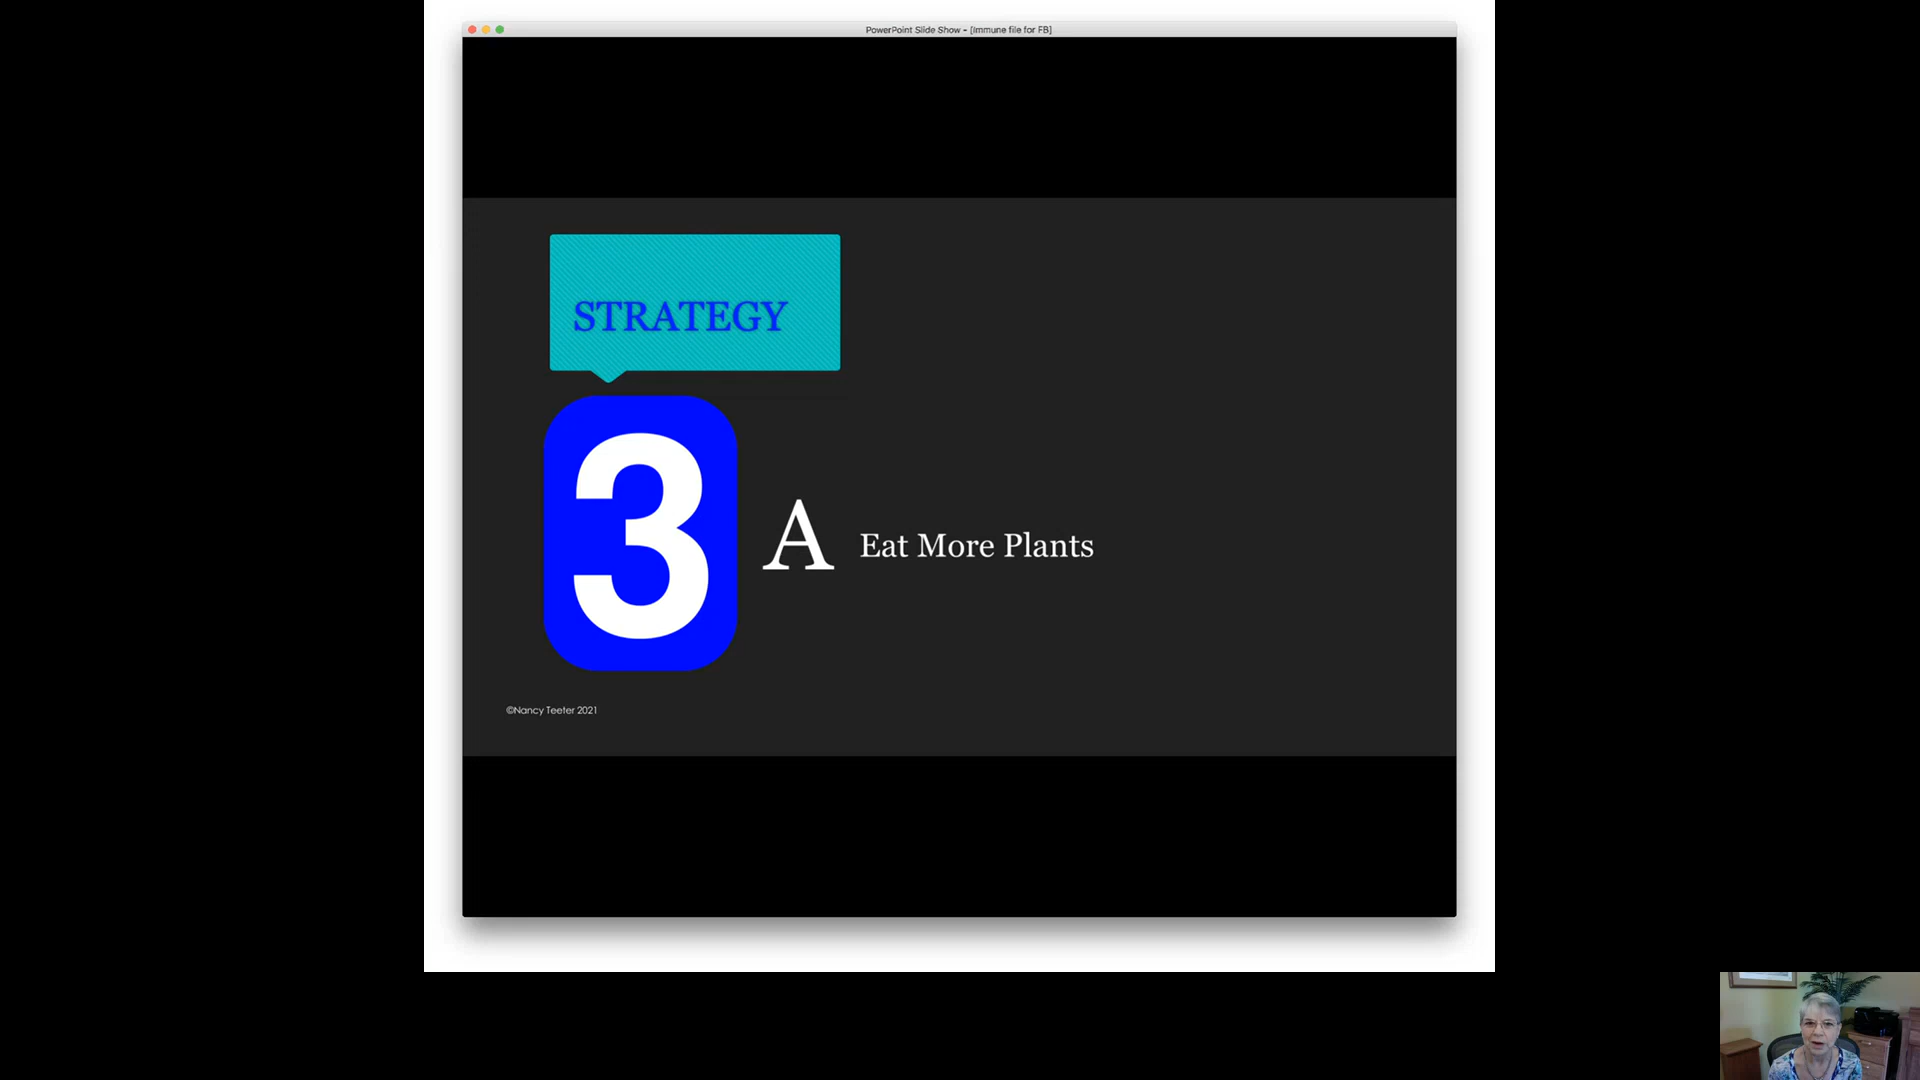 PowerPoint Slide Show - [Immune file for FB]
STRATEGY
3
A Eat More Plants
©Nancy Teeter 2021